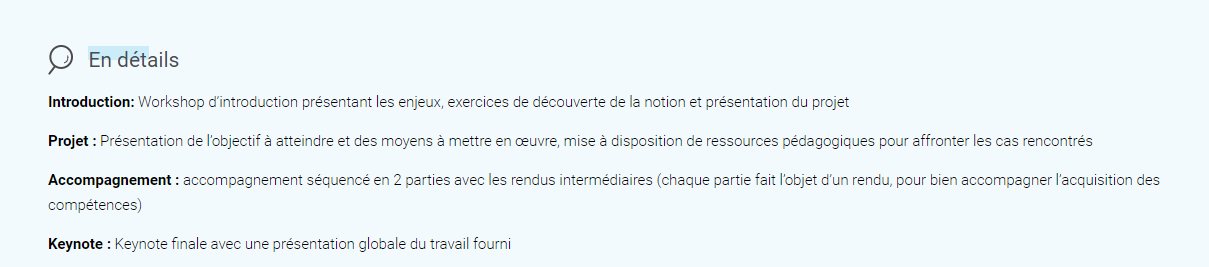 En détails
Introduction: Workshop d'introduction présentant les enjeux, exercices de découverte de la notion et présentation du projet
Projet : Présentation de l'objectif à atteindre et des moyens à mettre en œuvre, mise à disposition de ressources pédagogiques pour affronter les cas rencontrés
Accompagnement : accompagnement séquencé en 2 parties avec les rendus intermédiaires (chaque partie fait l'objet d'un rendu, pour bien accompagner l'acquisition des
compétences)
Keynote : Keynote finale avec une présentation globale du travail fourni